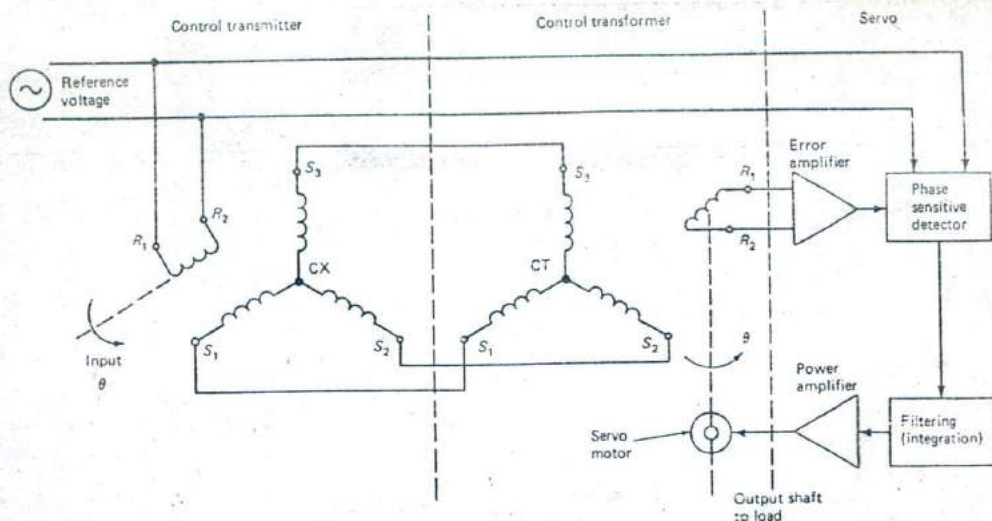 Control transmitter
Control transformer
Servo
Reference
voltage
Error
amplifier
Phase
sensitive
detector
S3
R2
R1
R1
R2
CX
CT
S1
S2
S1
S2
Input
θ
θ
Power
amplifier
Filtering
(integration)
Servo
motor
Output shaft
to load